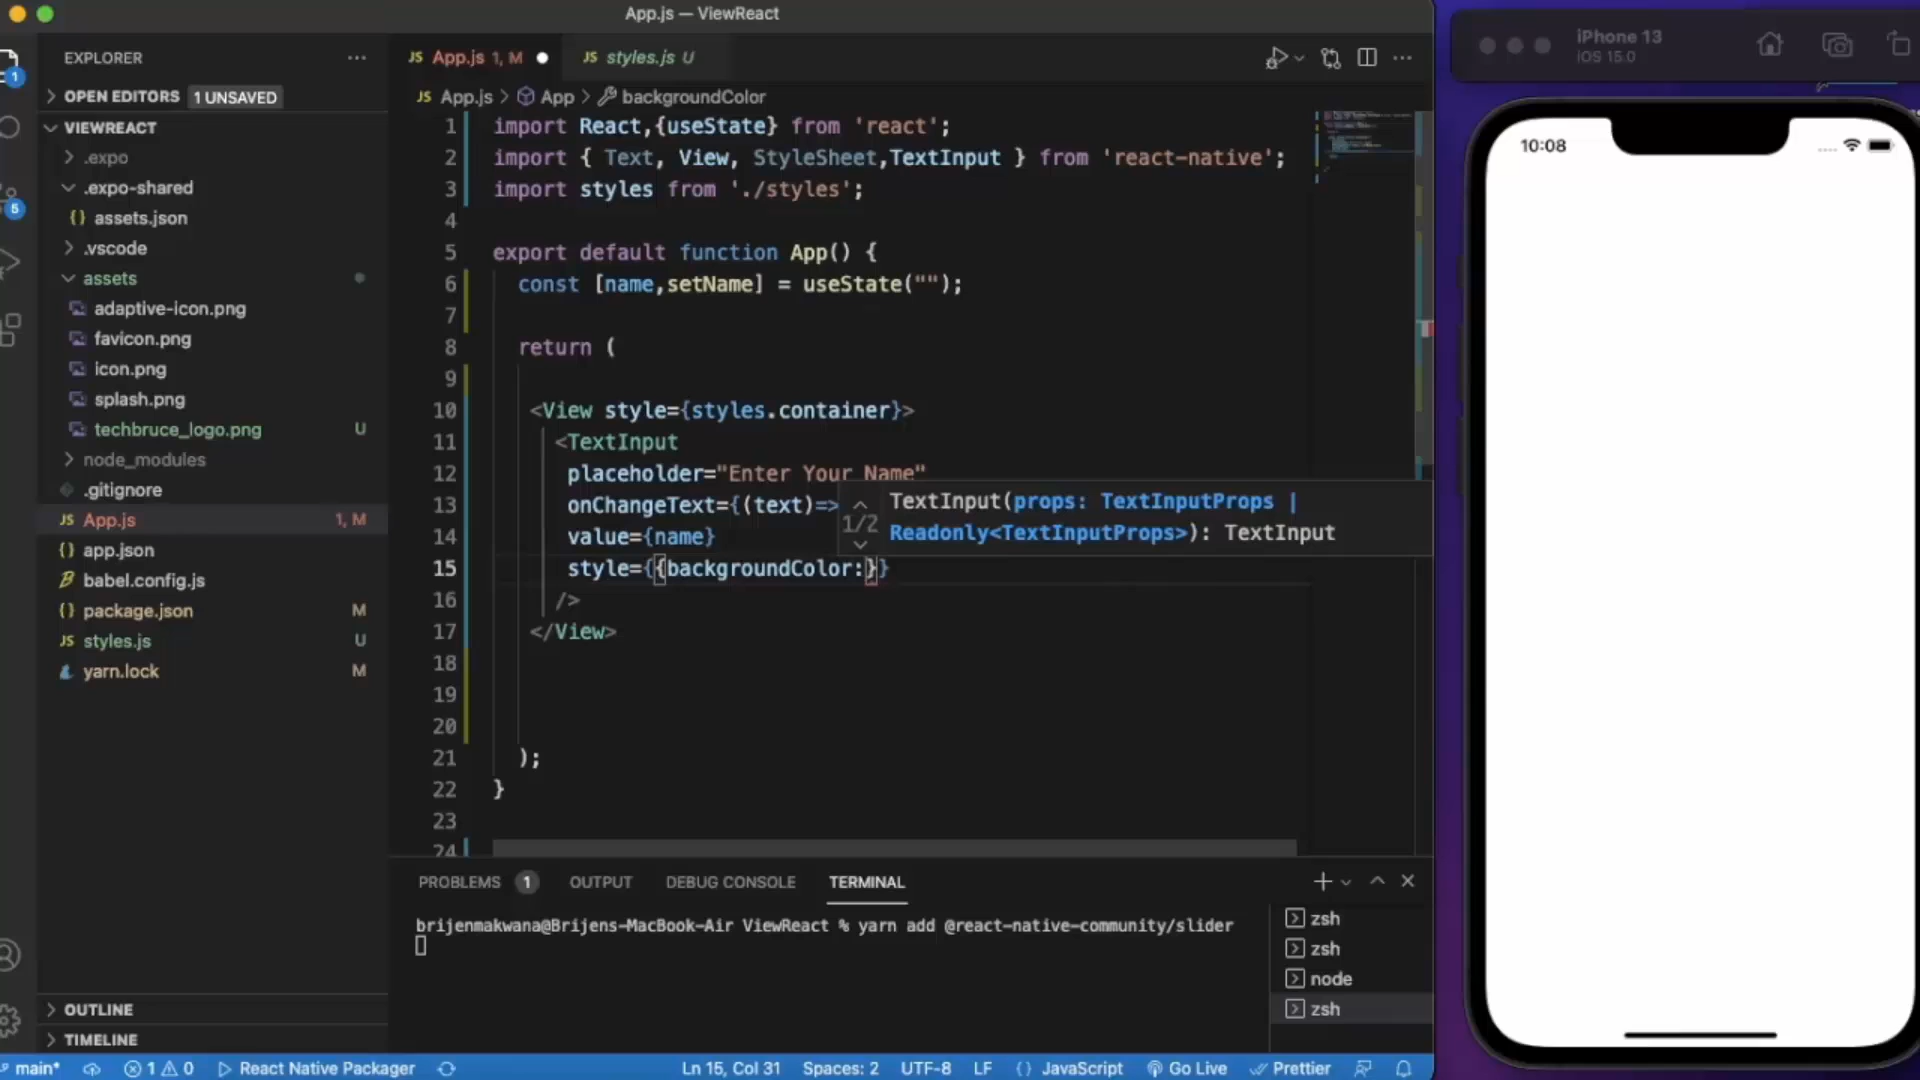 App.js — ViewReact
EXPLORER
OPEN EDITORS 1 UNSAVED
VIEWREACT
.expo
.expo-shared
{} assets.json
.vscode
assets
adaptive-icon.png
favicon.png
icon.png
splash.png
techbruce_logo.png U
node_modules
.gitignore
JS App.js 1, M
{} app.json
babel.config.js
{} package.json M
JS styles.js U
yarn.lock M
OUTLINE
TIMELINE
1
5
JS App.js 1, M
JS styles.js U
JS App.js > App > backgroundColor
1 import React,{useState} from 'react';
2 import { Text, View, StyleSheet,TextInput } from 'react-native';
3 import styles from './styles';
4
5 export default function App() {
6 const [name,setName] = useState("");
7
8 return (
9
10 <View style={styles.container}>
11 <TextInput
12 placeholder="Enter Your Name"
13 onChangeText={(text)=>
14 value={name}
15 style={{backgroundColor:}}
16 />
17 </View>
18
19
20
21 );
22 }
23
24
1/2
TextInput(props: TextInputProps |
Readonly<TextInputProps>): TextInput
PROBLEMS 1 OUTPUT DEBUG CONSOLE TERMINAL
brijenmakwana@Brijens-MacBook-Air ViewReact % yarn add @react-native-community/slider
zsh
zsh
node
zsh
main* 1 0 React Native Packager Ln 15, Col 31 Spaces: 2 UTF-8 LF {} JavaScript Go Live Prettier
iPhone 13
iOS 15.0
10:08